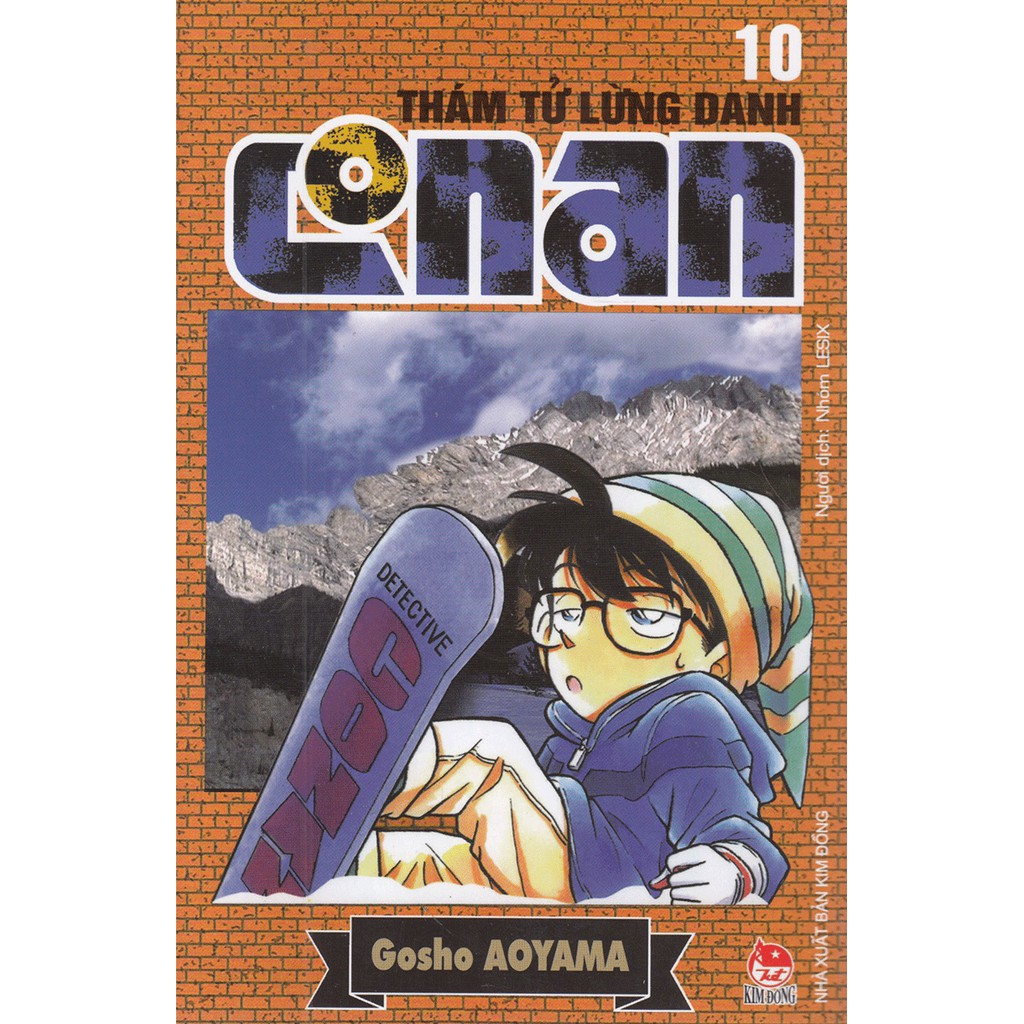 10
THÁM TỬ LỪNG DANH
Conan
Người dịch: Nhóm LESIX
DETECTIVE
NHÀ XUẤT BẢN KIM ĐỒNG
Gosho AOYAMA
KIM ĐỒNG